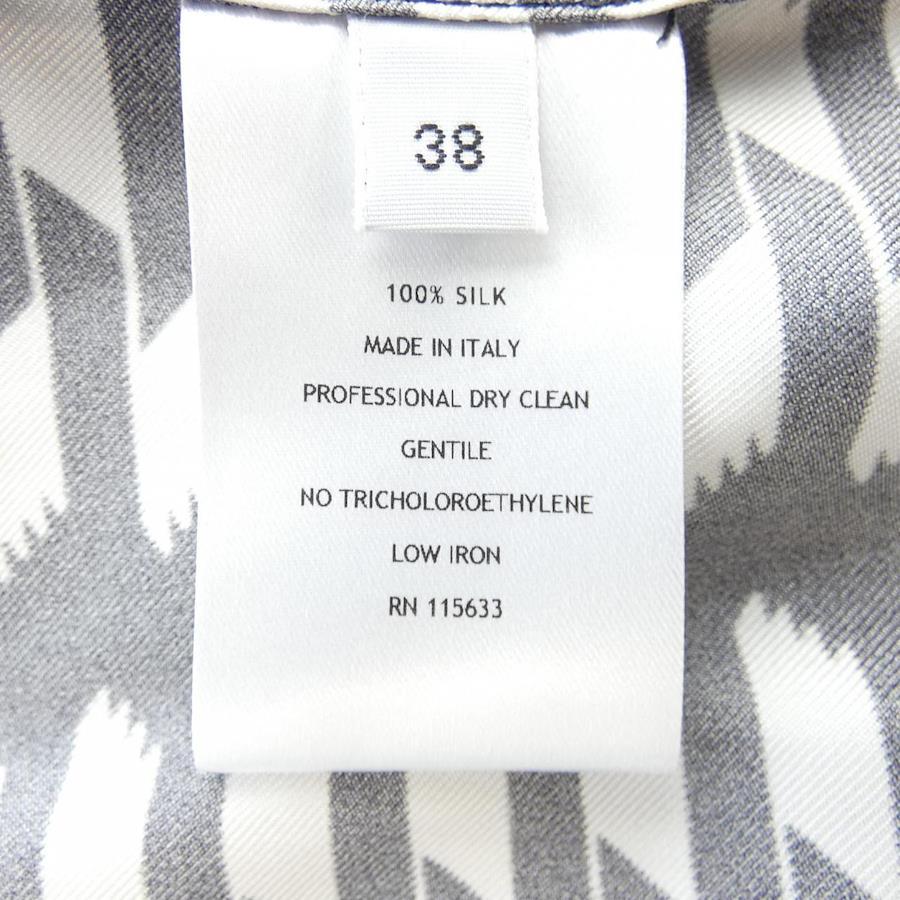 38
100% SILK
MADE IN ITALY
PROFESSIONAL DRY CLEAN
GENTILE
NO TRICHOLOROETHYLENE
LOW IRON
RN 115633